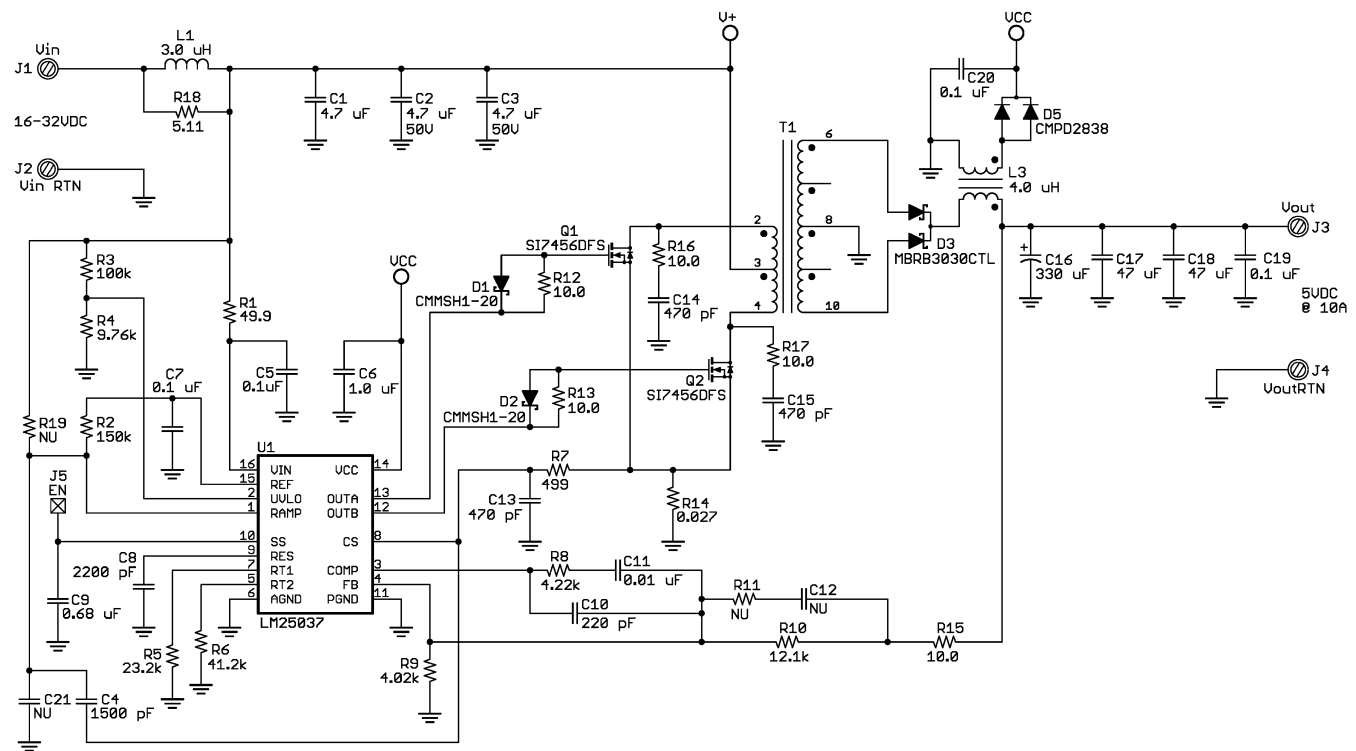 Vin
J1
L1
3.0 uH
R18
5.11
16-32VDC
J2
Vin RTN
C1
4.7 uF
C2
4.7 uF
50V
C3
4.7 uF
50V
V+
VCC
C20
0.1 uF
D5
CMPD2838
L3
4.0 uH
T1
6
8
10
2
3
4
D3
MBRB3030CTL
Vout
J3
C16
330 uF
+
C17
47 uF
C18
47 uF
C19
0.1 uF
5VDC
@ 10A
J4
VoutRTN
R3
100k
R4
9.76k
R1
49.9
VCC
Q1
SI7456DFS
D1
CMMSH1-20
R12
10.0
R16
10.0
C14
470 pF
C7
0.1 uF
C5
0.1uF
C6
1.0 uF
Q2
SI7456DFS
D2
CMMSH1-20
R13
10.0
R17
10.0
C15
470 pF
R19
NU
R2
150k
J5
EN
U1
16 VIN
15 REF
2 UVLO
1 RAMP
10 SS
9 RES
7 RT1
5 RT2
6 AGND
VCC 14
OUTA 13
OUTB 12
CS 8
COMP 3
FB 4
PGND 11
LM25037
R7
499
C13
470 pF
R14
0.027
C8
2200 pF
C9
0.68 uF
R8
4.22k
C11
0.01 uF
C10
220 pF
R11
NU
C12
NU
R10
12.1k
R15
10.0
R5
23.2k
R6
41.2k
R9
4.02k
C21
NU
C4
1500 pF